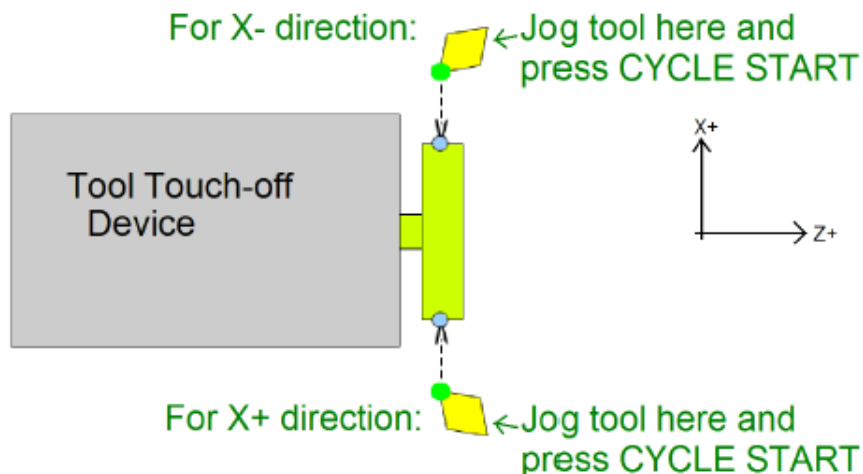 For X- direction:
Jog tool here and
press CYCLE START
Tool Touch-off
Device
X+
Z+
For X+ direction:
Jog tool here and
press CYCLE START